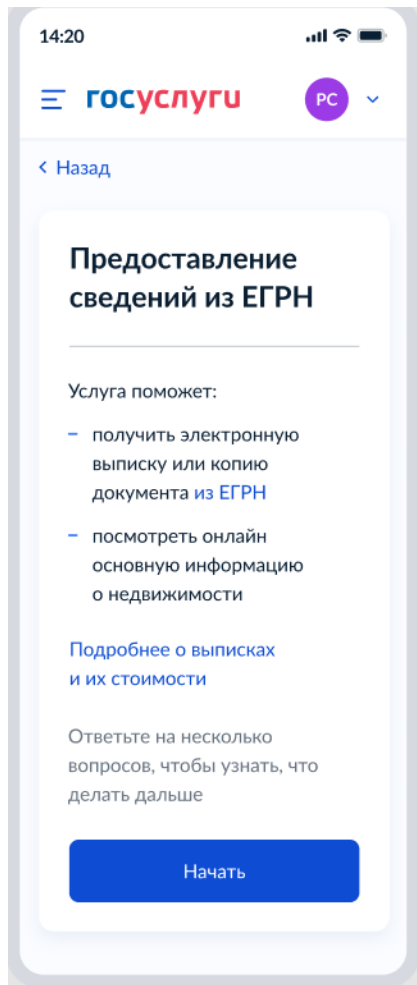 14:20
госуслуги
РС
Назад
Предоставление
сведений из ЕГРН
Услуга поможет:
– получить электронную
выписку или копию
документа из ЕГРН
– посмотреть онлайн
основную информацию
о недвижимости
Подробнее о выписках
и их стоимости
Ответьте на несколько
вопросов, чтобы узнать, что
делать дальше
Начать